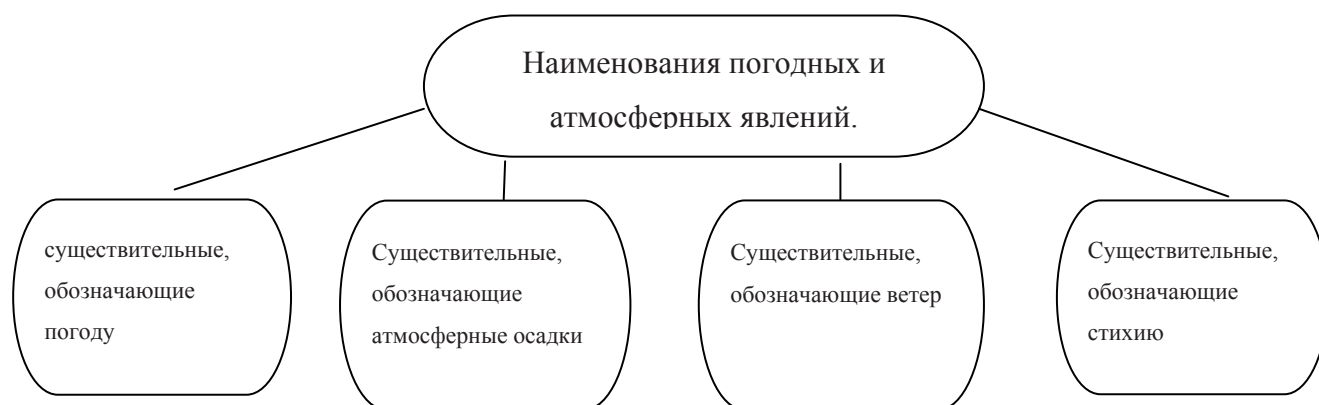 Наименования погодных и
атмосферных явлений.
существительные,
обозначающие
погоду
Существительные,
обозначающие
атмосферные осадки
Существительные,
обозначающие ветер
Существительные,
обозначающие
стихию